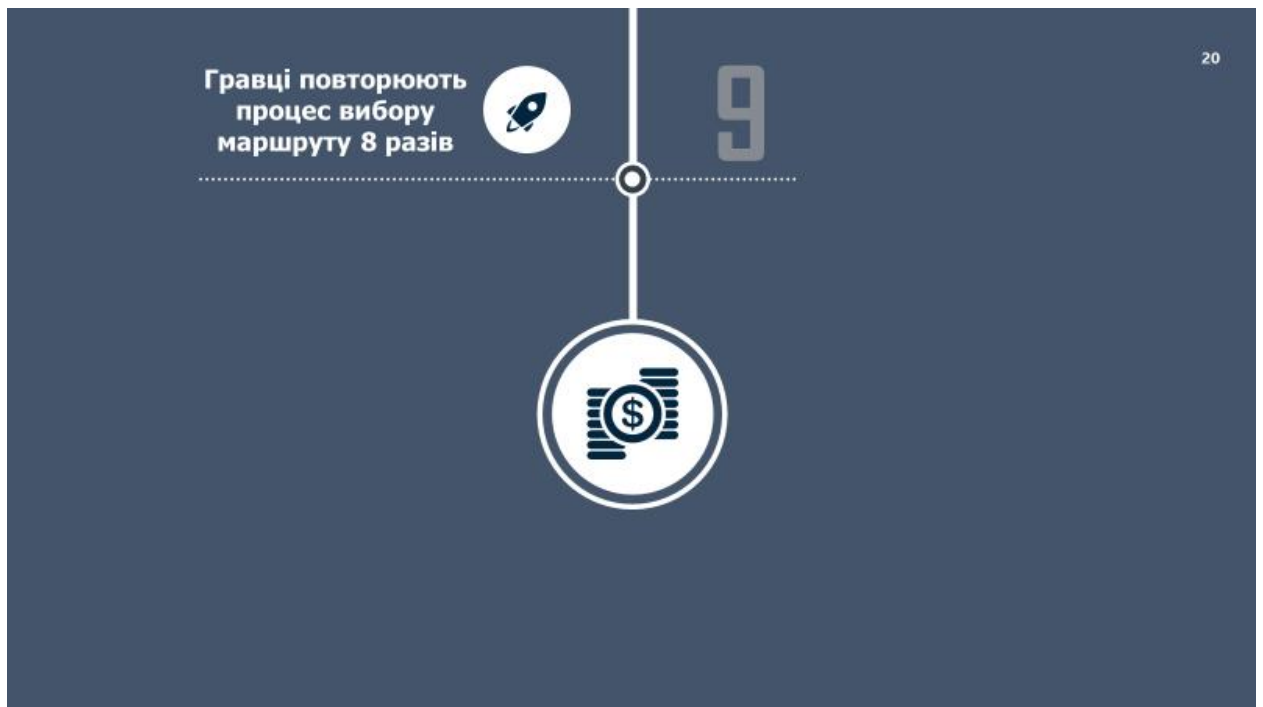 20
Гравці повторюють
процес вибору
маршруту 8 разів
9
$